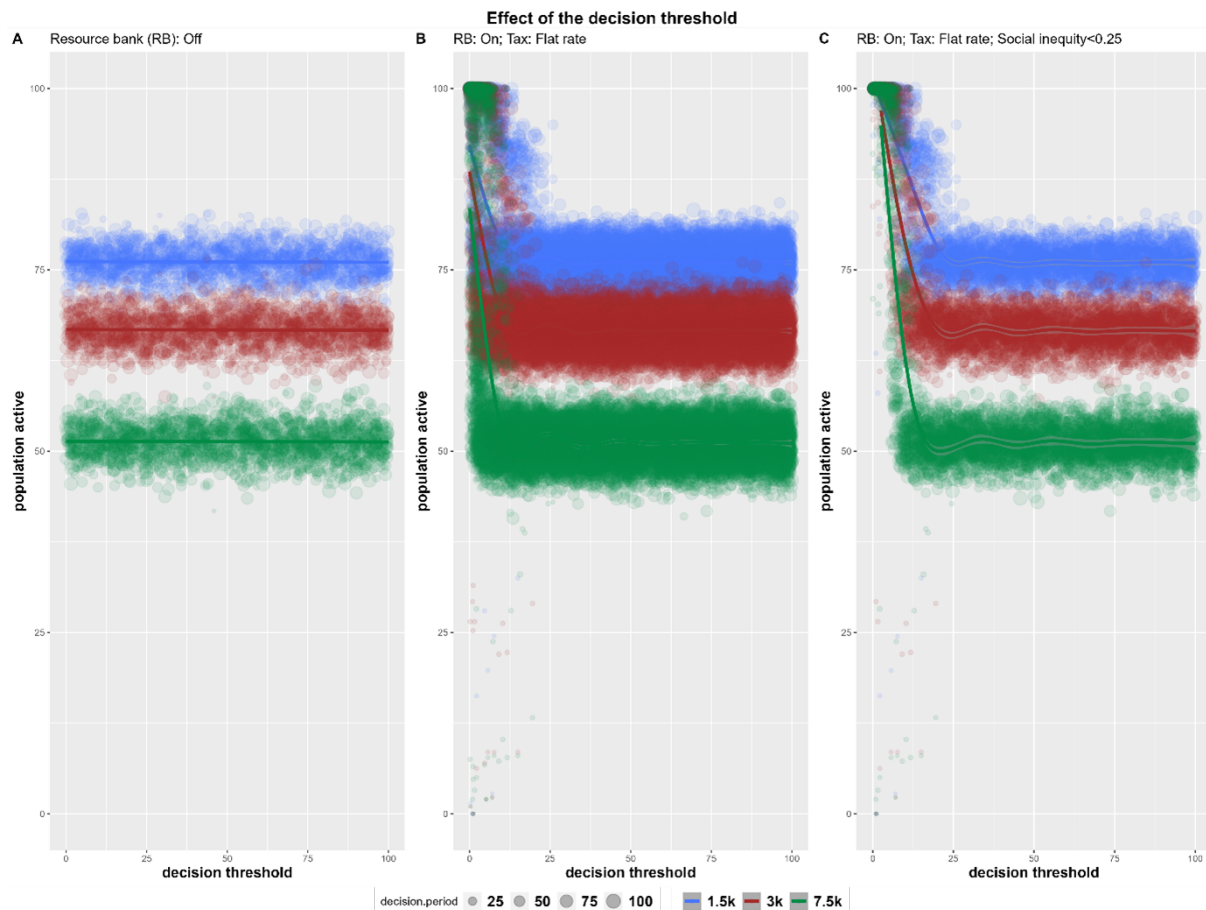 Effect of the decision threshold
A Resource bank (RB): Off
B RB: On; Tax: Flat rate
C RB: On; Tax: Flat rate; Social inequity<0.25
population active
100
75
50
25
0
0 25 50 75 100
decision threshold
population active
100
75
50
25
0
0 25 50 75 100
decision threshold
population active
100
75
50
25
0
0 25 50 75 100
decision threshold
decision.period 25 50 75 100 1.5k 3k 7.5k